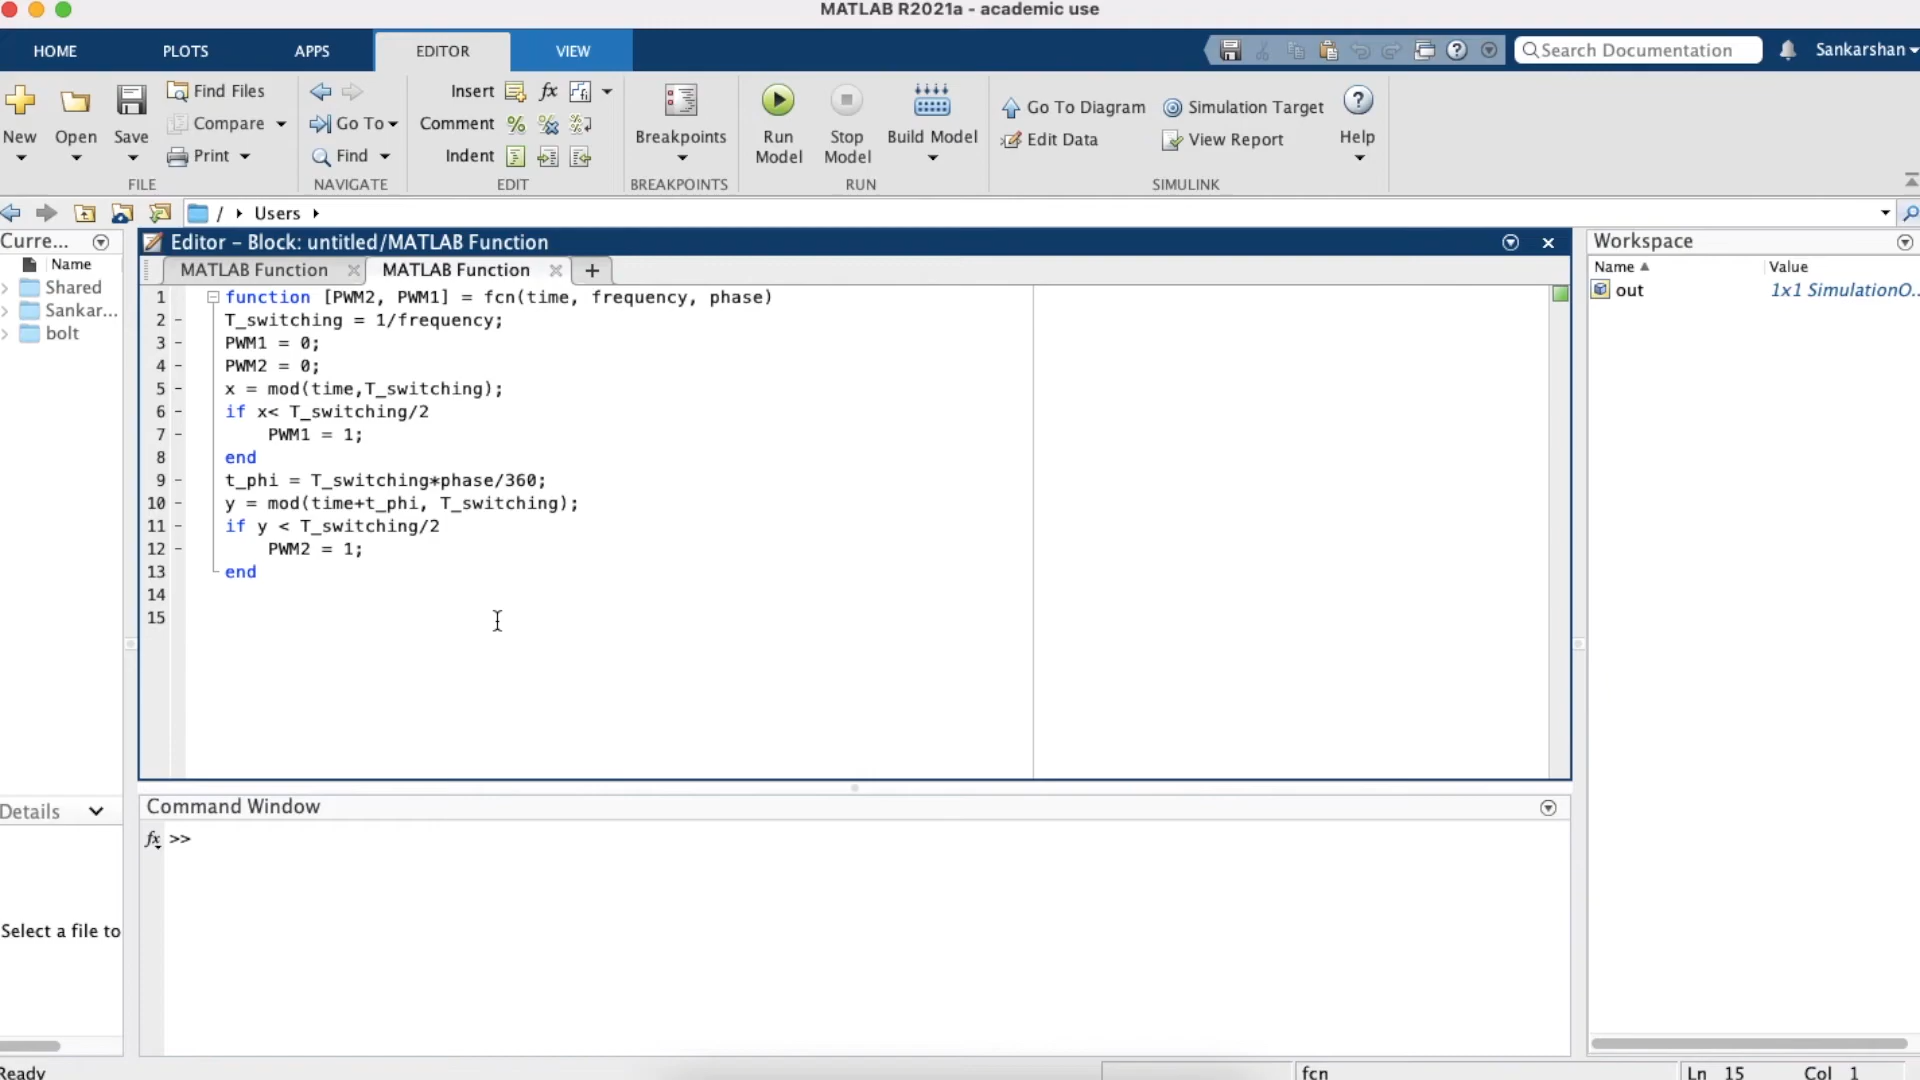 MATLAB R2021a - academic use
HOME PLOTS APPS EDITOR VIEW
Search Documentation
Sankarshan
New Open Save
Find Files
Compare
Print
FILE
Go To
Find
NAVIGATE
Insert fx
Comment %
Indent
EDIT
Breakpoints
BREAKPOINTS
Run Model
Stop Model
Build Model
RUN
Go To Diagram
Edit Data
Simulation Target
View Report
SIMULINK
Help
/ Users
Curre...
Name
Shared
Sankar...
bolt
Editor – Block: untitled/MATLAB Function
MATLAB Function MATLAB Function +
1 function [PWM2, PWM1] = fcn(time, frequency, phase)
2 – T_switching = 1/frequency;
3 – PWM1 = 0;
4 – PWM2 = 0;
5 – x = mod(time,T_switching);
6 – if x< T_switching/2
7 – PWM1 = 1;
8 end
9 – t_phi = T_switching*phase/360;
10 – y = mod(time+t_phi, T_switching);
11 – if y < T_switching/2
12 – PWM2 = 1;
13 end
14
15
Workspace
Name Value
out 1x1 SimulationO...
Details
Select a file to
Command Window
fx >>
Ready
fcn
Ln 15 Col 1